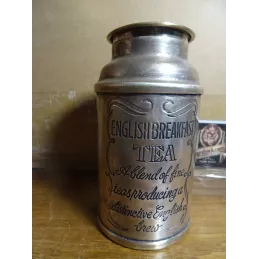 ENGLISH BREAKFAST
TEA
A blend of fine
teas producing a
distinctive English
brew